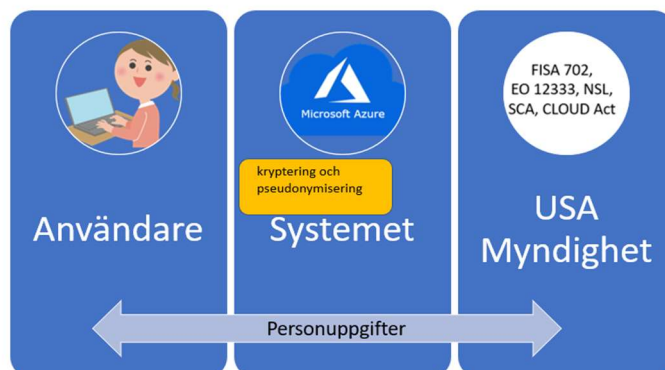 Microsoft Azure
FISA 702,
EO 12333, NSL,
SCA, CLOUD Act
kryptering och
pseudonymisering
Användare
Systemet
USA
Myndighet
Personuppgifter